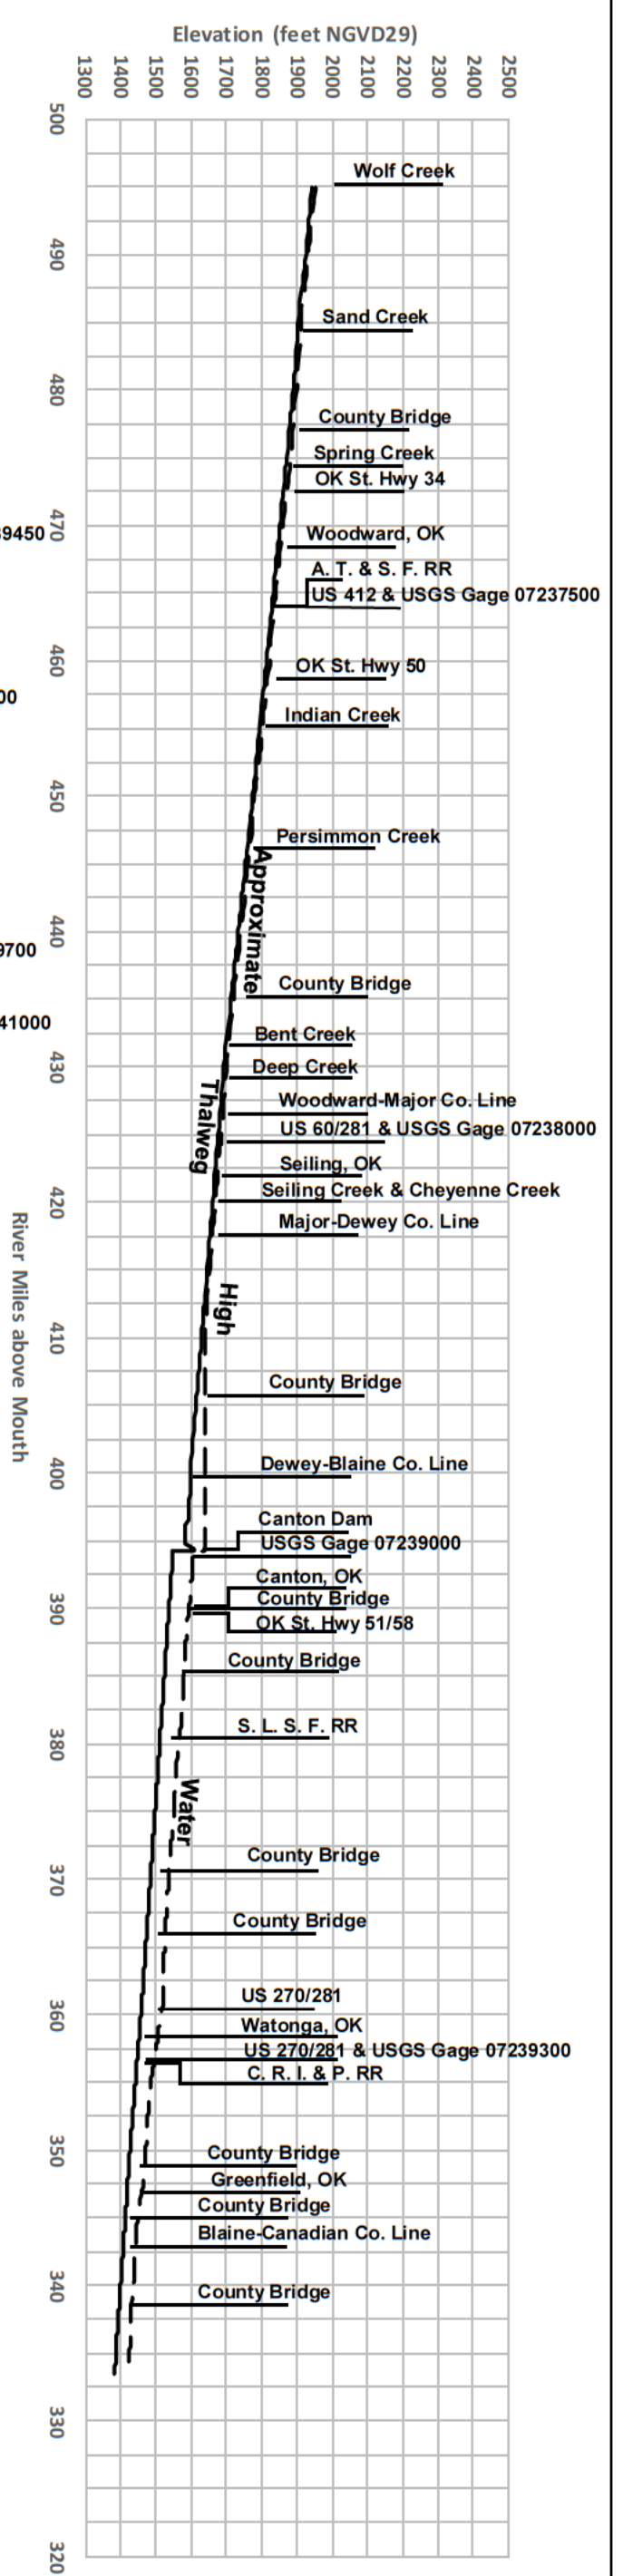 Elevation (feet NGVD29)
1300
1400
1500
1600
1700
1800
1900
2000
2100
2200
2300
2400
2500
500
Wolf Creek
490
Sand Creek
480
County Bridge
Spring Creek
OK St. Hwy 34
470
39450
Woodward, OK
A. T. & S. F. RR
US 412 & USGS Gage 07237500
460
OK St. Hwy 50
00
Indian Creek
450
Persimmon Creek
Approximate
440
9700
County Bridge
41000
Bent Creek
430
Deep Creek
Thalweg
Woodward-Major Co. Line
US 60/281 & USGS Gage 07238000
Seiling, OK
420
Seiling Creek & Cheyenne Creek
Major-Dewey Co. Line
River Miles above Mouth
High
410
County Bridge
400
Dewey-Blaine Co. Line
Canton Dam
USGS Gage 07239000
Canton, OK
390
County Bridge
OK St. Hwy 51/58
County Bridge
380
S. L. S. F. RR
Water
County Bridge
370
County Bridge
360
US 270/281
Watonga, OK
US 270/281 & USGS Gage 07239300
C. R. I. & P. RR
350
County Bridge
Greenfield, OK
County Bridge
Blaine-Canadian Co. Line
340
County Bridge
330
320